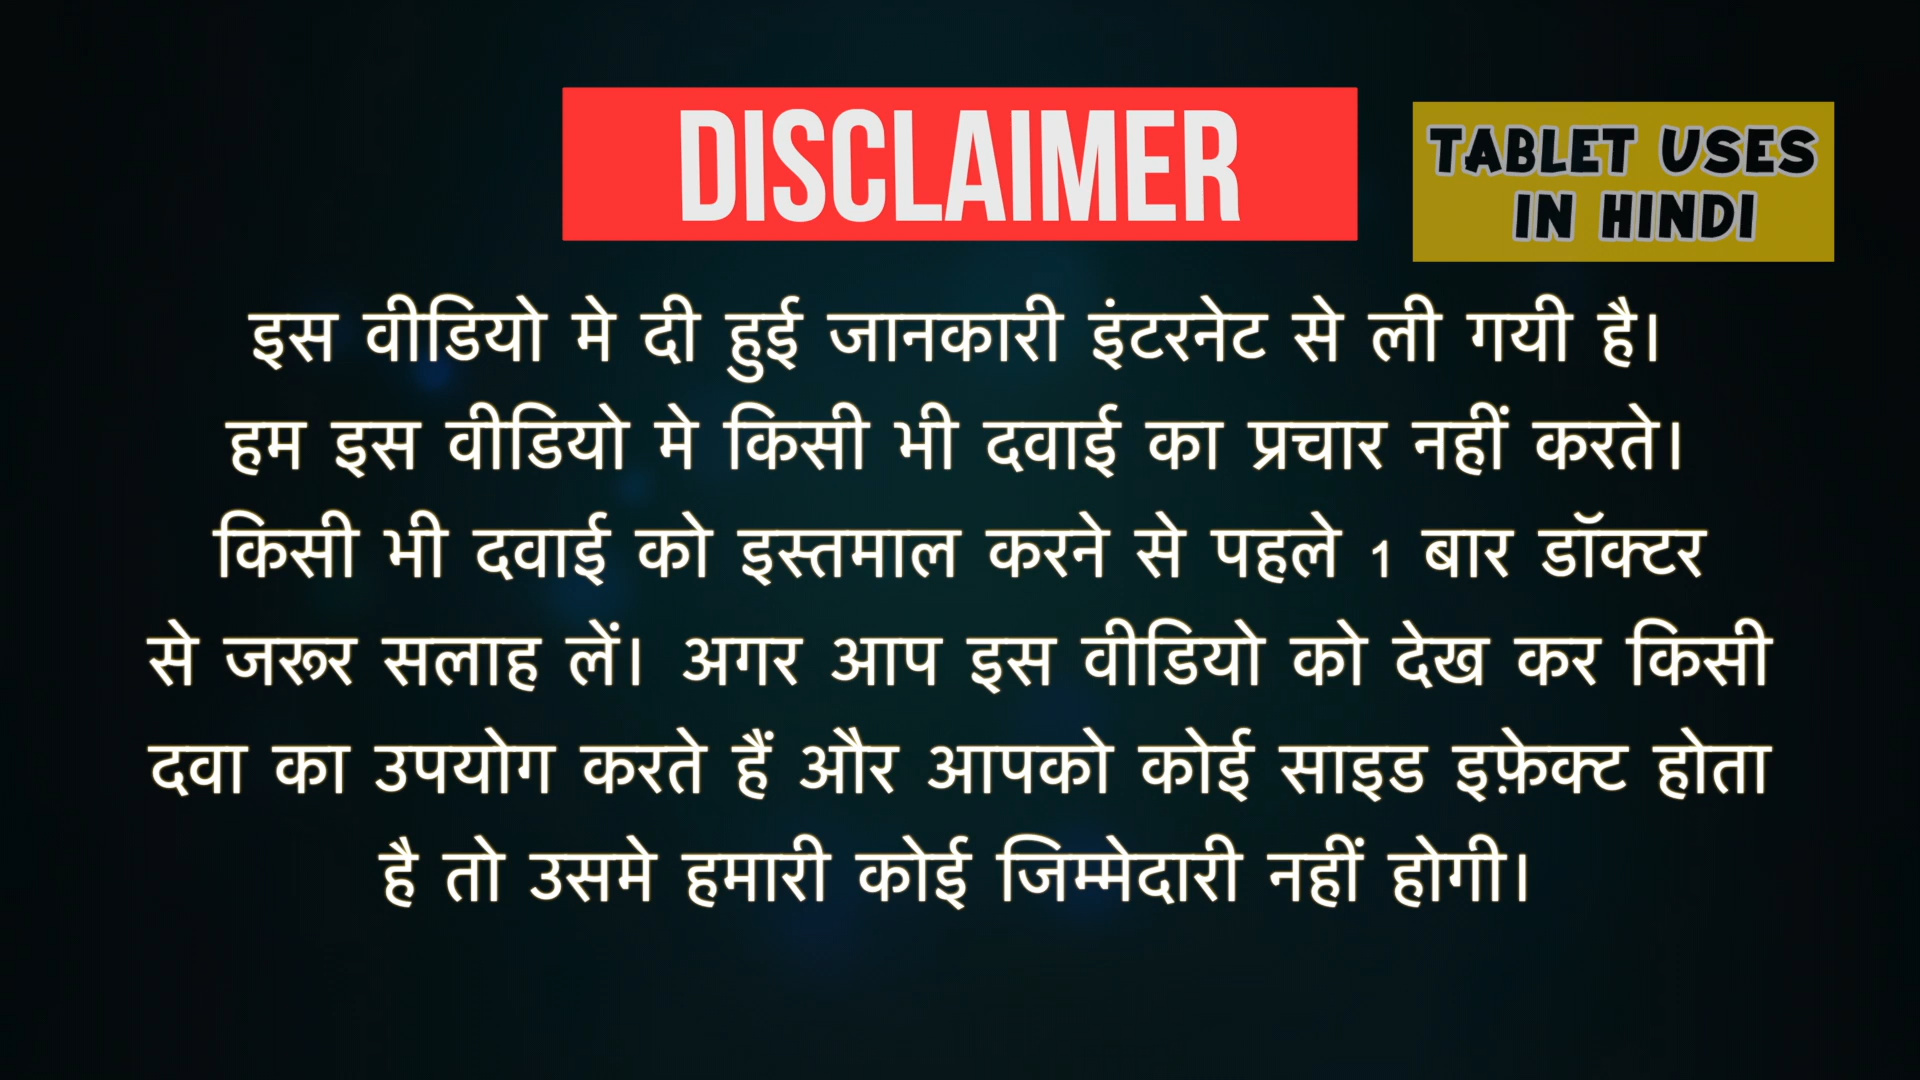 DISCLAIMER
TABLET USES
IN HINDI
इस वीडियो मे दी हुई जानकारी इंटरनेट से ली गयी है।
हम इस वीडियो मे किसी भी दवाई का प्रचार नहीं करते।
किसी भी दवाई को इस्तमाल करने से पहले 1 बार डॉक्टर
से जरूर सलाह लें। अगर आप इस वीडियो को देख कर किसी
दवा का उपयोग करते हैं और आपको कोई साइड इफ़ेक्ट होता
है तो उसमे हमारी कोई जिम्मेदारी नहीं होगी।